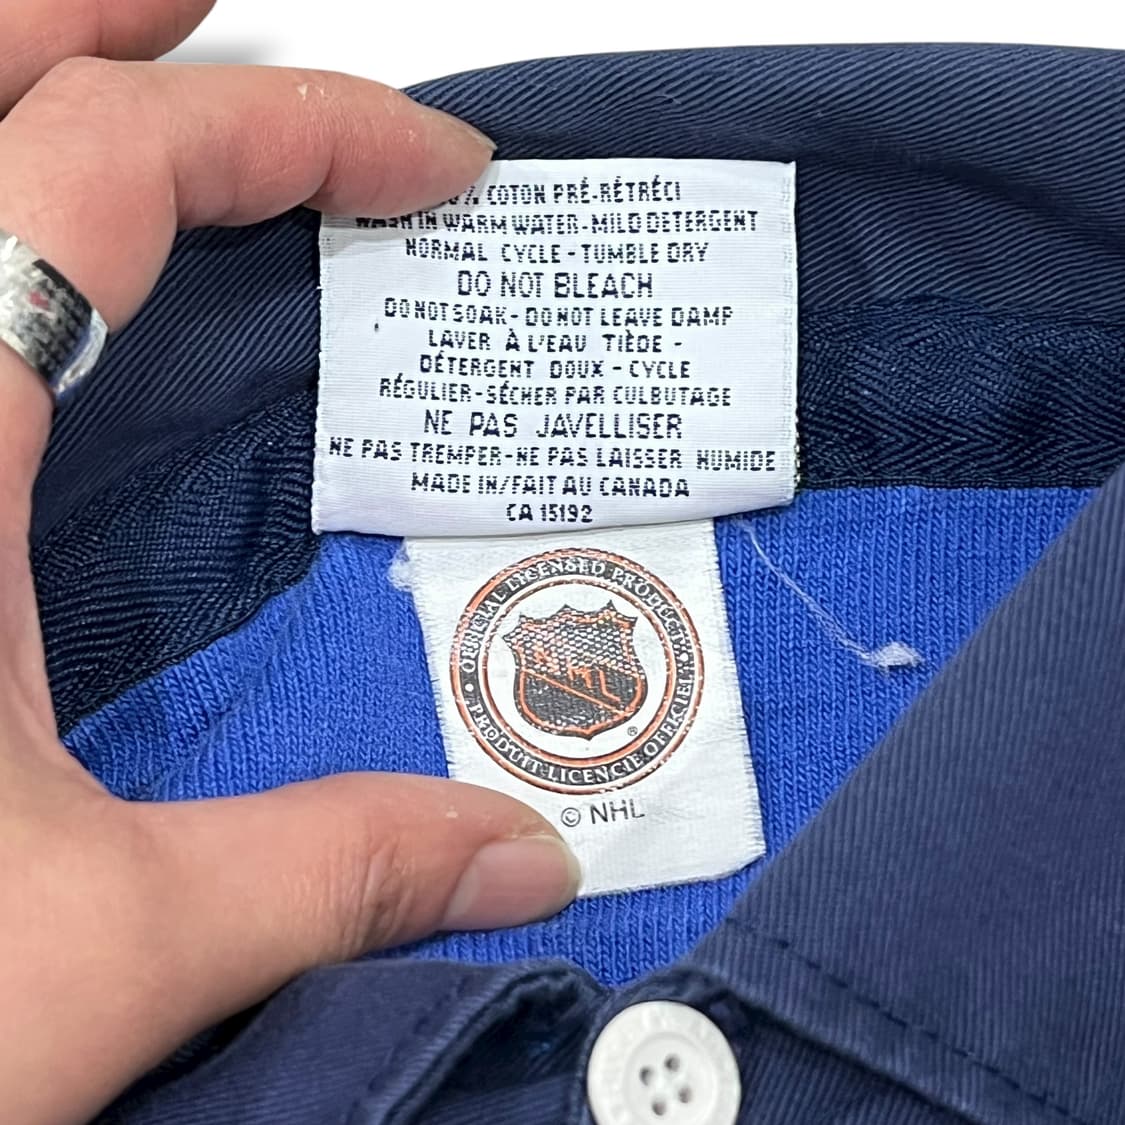 % COTON PRÉ-RÉTRÉCI
WASH IN WARM WATER-MILD DETERGENT
NORMAL CYCLE - TUMBLE DRY
DO NOT BLEACH
DO NOT SOAK - DO NOT LEAVE DAMP
LAVER À L'EAU TIÈDE -
DÉTERGENT DOUX - CYCLE
RÉGULIER-SÉCHER PAR CULBUTAGE
NE PAS JAVELLISER
NE PAS TREMPER-NE PAS LAISSER HUMIDE
MADE IN/FAIT AU CANADA
CA 15192
OFFICIAL LICENSED PRODUCT
NHL
®
PRODUIT LICENCIE OFFICIEL
© NHL